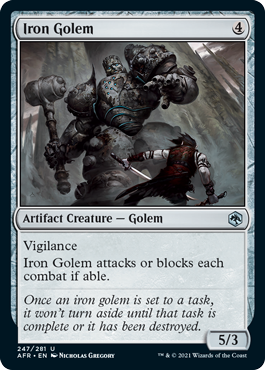 Iron Golem 4
Artifact Creature — Golem
Vigilance
Iron Golem attacks or blocks each
combat if able.
Once an iron golem is set to a task,
it won't turn aside until that task is
complete or it has been destroyed.
5/3
247/281 U
AFR • EN Nicholas Gregory ™ & © 2021 Wizards of the Coast